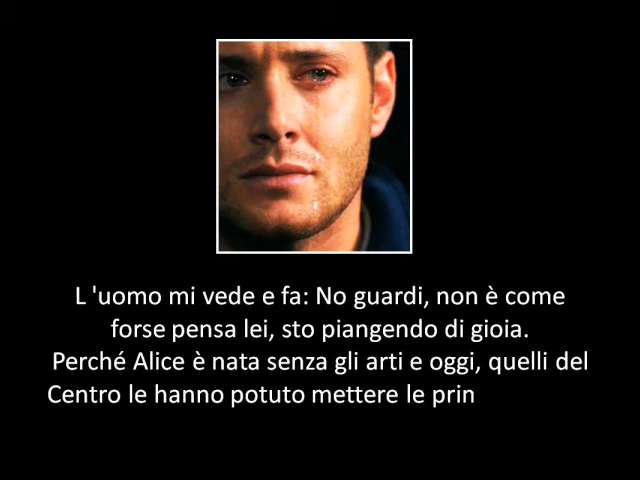 L 'uomo mi vede e fa: No guardi, non è come
forse pensa lei, sto piangendo di gioia.
Perché Alice è nata senza gli arti e oggi, quelli del
Centro le hanno potuto mettere le prin